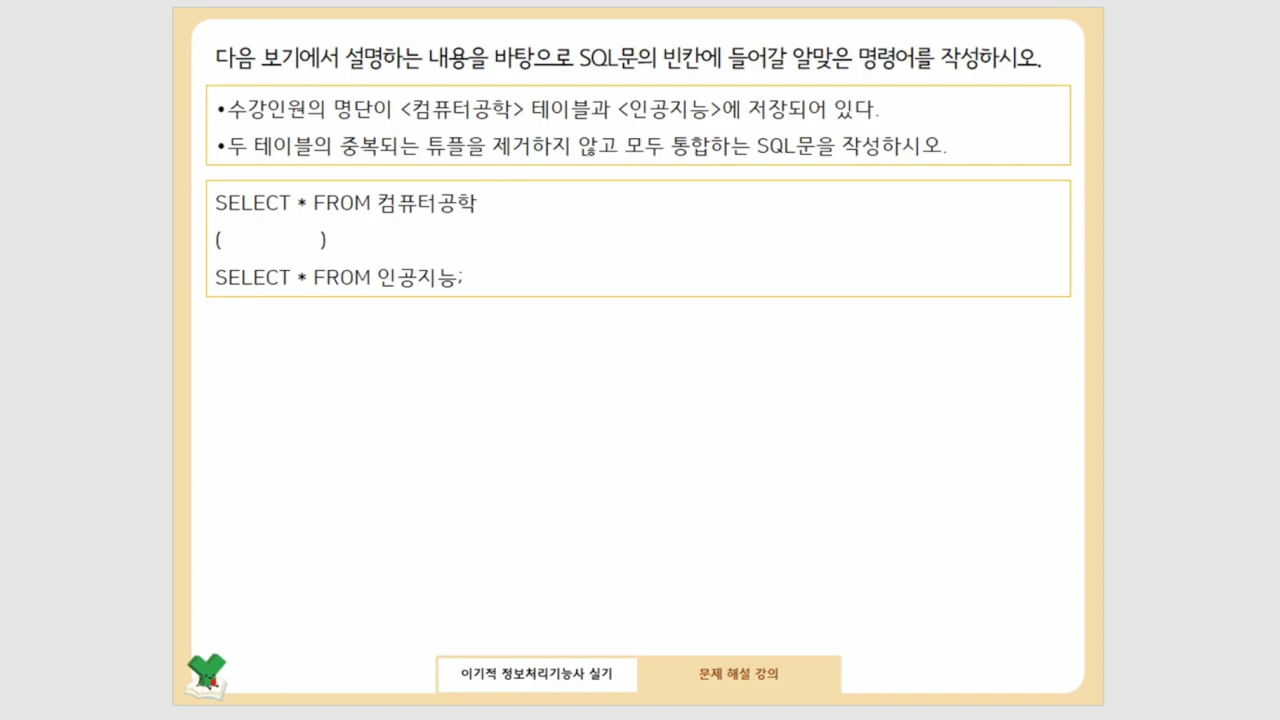 다음 보기에서 설명하는 내용을 바탕으로 SQL문의 빈칸에 들어갈 알맞은 명령어를 작성하시오.
•수강인원의 명단이 <컴퓨터공학> 테이블과 <인공지능>에 저장되어 있다.
•두 테이블의 중복되는 튜플을 제거하지 않고 모두 통합하는 SQL문을 작성하시오.
SELECT * FROM 컴퓨터공학
( )
SELECT * FROM 인공지능;
이기적 정보처리기능사 실기
문제 해설 강의